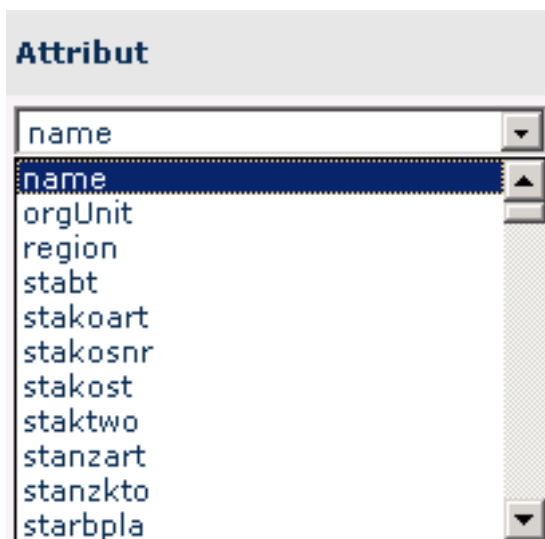 Attribut
name
name
orgUnit
region
stabt
stakoart
stakosnr
stakost
staktwo
stanzart
stanzkto
starbpla